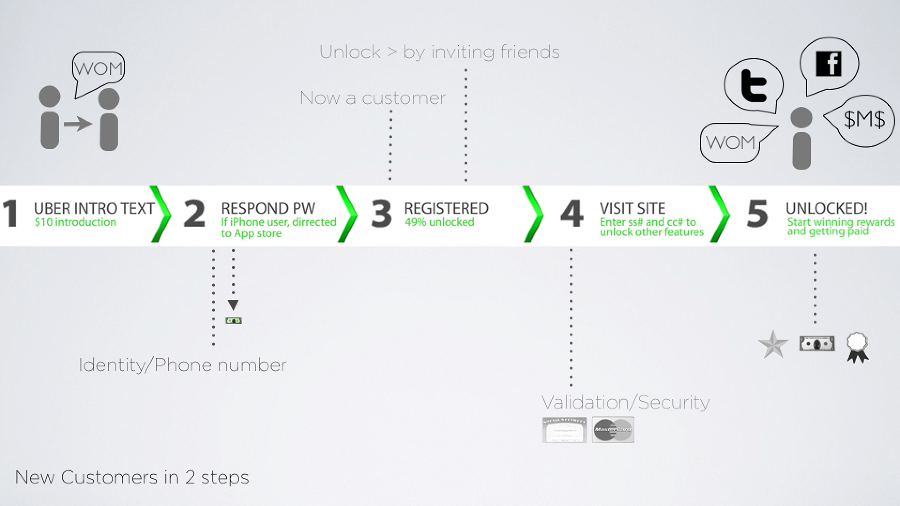 WOM
Unlock > by inviting friends
Now a customer
WOM
$M$
1 UBER INTRO TEXT
$10 introduction
2 RESPOND PW
If iPhone user, dirrected
to App store
3 REGISTERED
49% unlocked
4 VISIT SITE
Enter ss# and cc# to
unlock other features
5 UNLOCKED!
Start winning rewards
and getting paid
Identity/Phone number
Validation/Security
SOCIAL SECURITY
MasterCard
New Customers in 2 steps